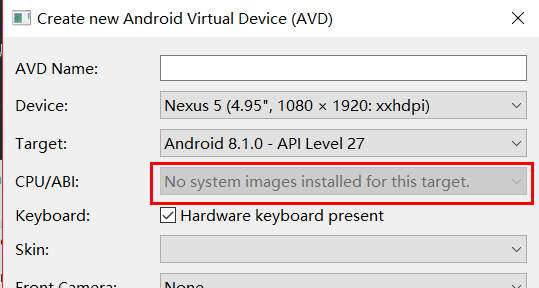 Create new Android Virtual Device (AVD)
AVD Name:
Device: Nexus 5 (4.95", 1080 × 1920: xxhdpi)
Target: Android 8.1.0 - API Level 27
CPU/ABI: No system images installed for this target.
Keyboard: Hardware keyboard present
Skin:
Front Camera: None